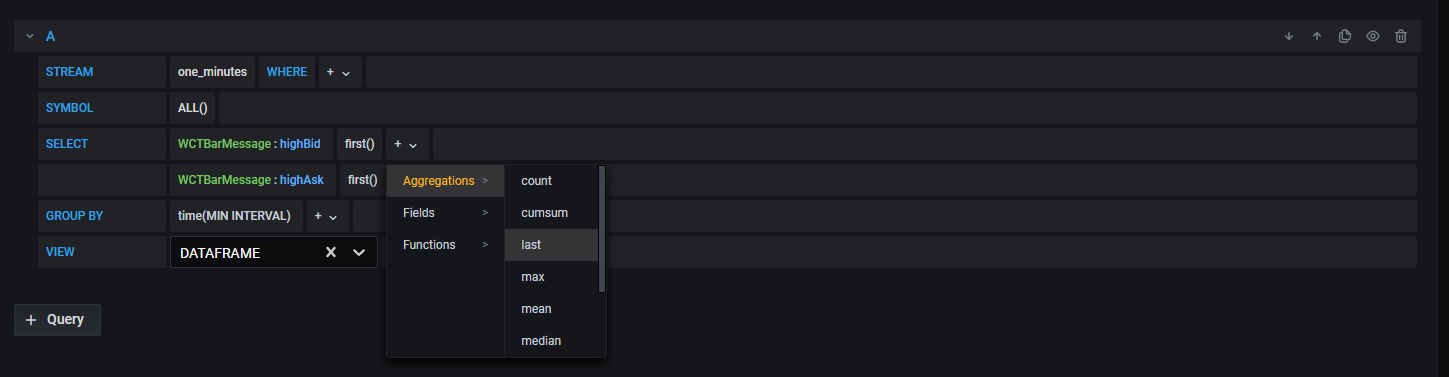 A
STREAM one_minutes WHERE +
SYMBOL ALL()
SELECT WCTBarMessage : highBid first() +
WCTBarMessage : highAsk first() Aggregations > count
Fields > cumsum
GROUP BY time(MIN INTERVAL) +
Functions > last
VIEW DATAFRAME
max
mean
median
+ Query